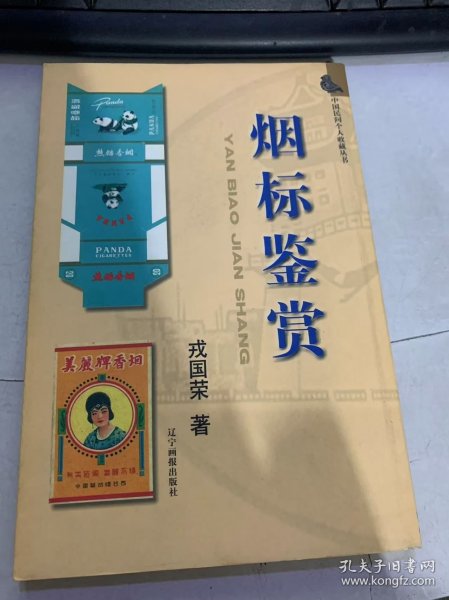 中国民间个人收藏丛书
烟标鉴赏
YAN BIAO JIAN SHANG
戎国荣 著
辽宁画报出版社
Panda
熊猫香烟
PANDA
PANDA
CIGARETTES
熊猫香烟
美丽牌香烟
孔夫子旧书网
www.kongfz.com